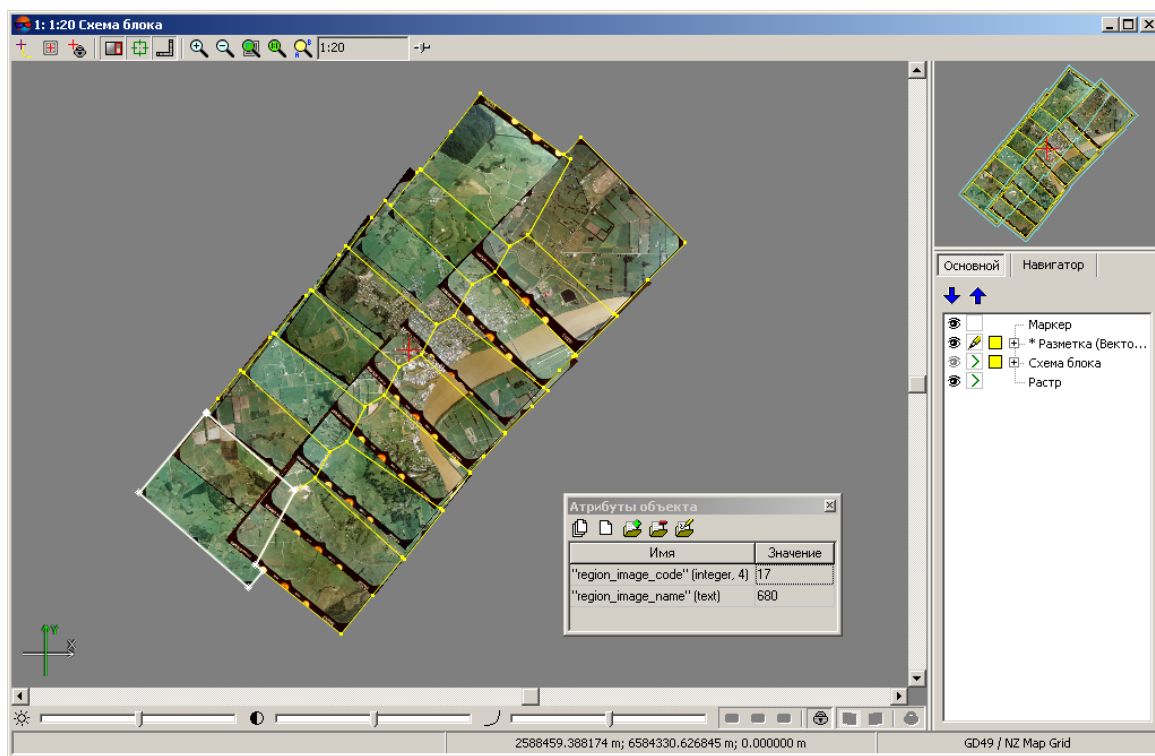 1: 1:20 Схема блока
1:20
Основной Навигатор
Маркер
* Разметка (Векто...
Схема блока
Растр
Атрибуты объекта
Имя Значение
"region_image_code" (integer, 4) 17
"region_image_name" (text) 680
Y
X
2588459.388174 m; 6584330.626845 m; 0.000000 m GD49 / NZ Map Grid